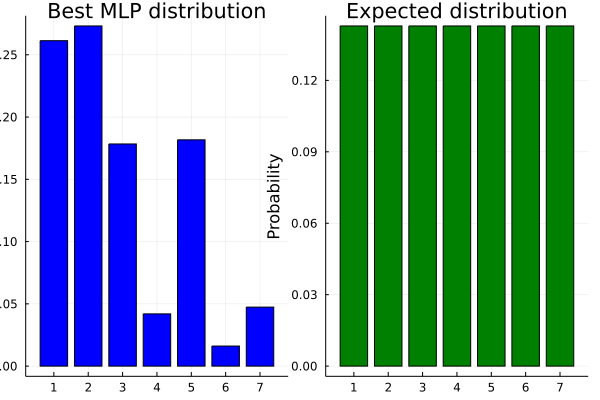 Best MLP distribution
.25
.20
.15
.10
.05
.00
1 2 3 4 5 6 7
Expected distribution
Probability
0.12
0.09
0.06
0.03
0.00
1 2 3 4 5 6 7